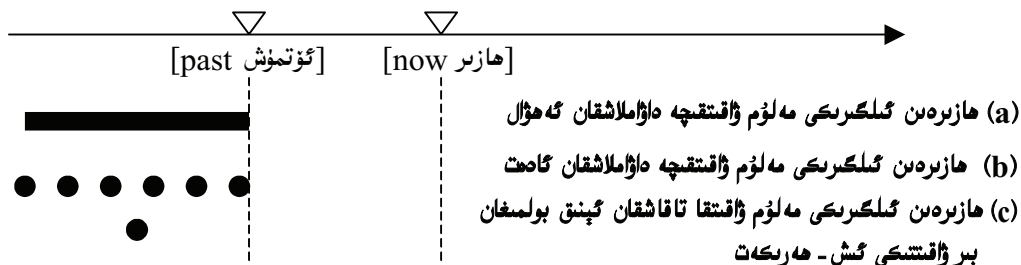 [past ئۆتمۈش] [now ھازىر]
(a) ھازىردىن ئىلگىرىكى مەلۇم ۋاقىتقىچە داۋاملاشقان ئەھۋال
(b) ھازىردىن ئىلگىرىكى مەلۇم ۋاقىتقىچە داۋاملاشقان ئادەت
(c) ھازىردىن ئىلگىرىكى مەلۇم ۋاقىتقا تاقاشقان ئېنىق بولمىغان
بىر ۋاقىتتىكى ئىش - ھەرىكەت